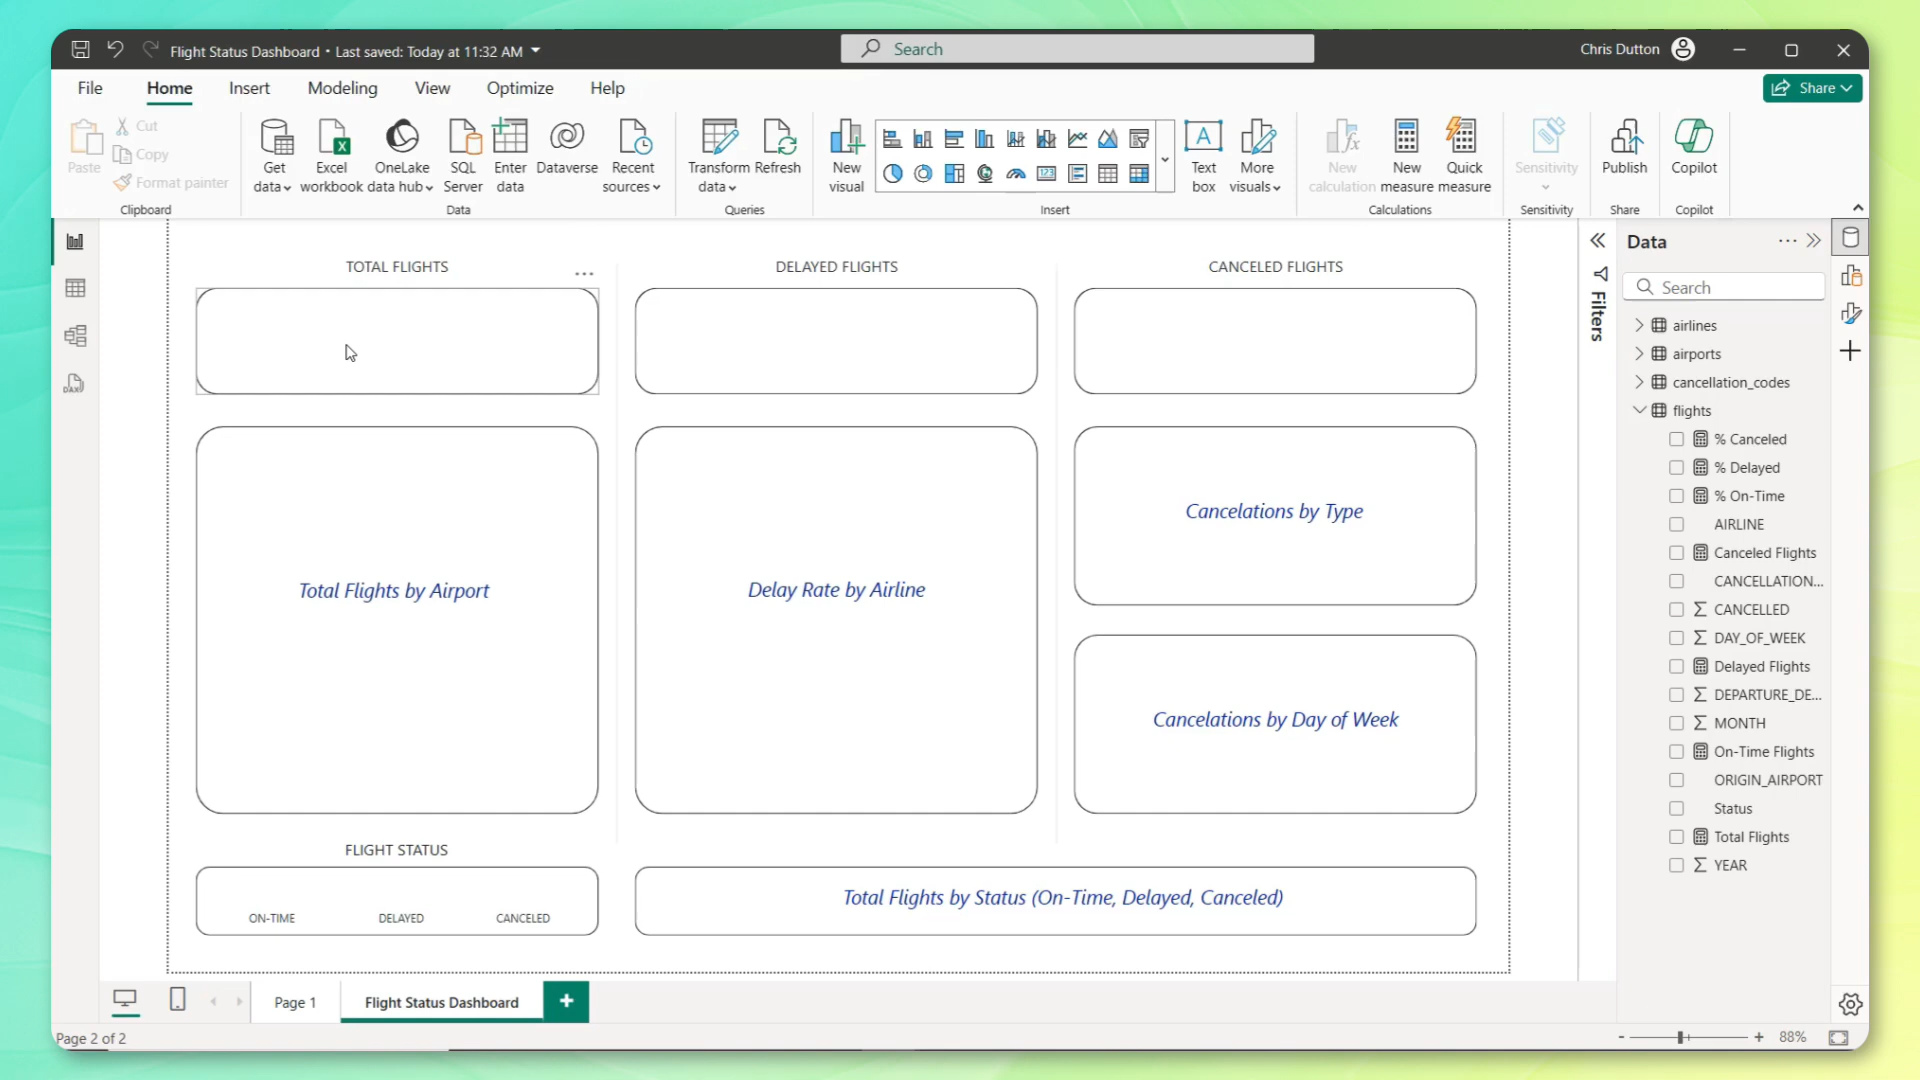 Flight Status Dashboard • Last saved: Today at 11:32 AM
Search
Chris Dutton
File
Home
Insert
Modeling
View
Optimize
Help
Share
Paste
Cut
Copy
Format painter
Clipboard
Get data
Excel workbook
OneLake data hub
SQL Server
Enter data
Dataverse
Recent sources
Data
Transform data
Refresh
Queries
New visual
Text box
More visuals
Insert
New calculation
New measure
Quick measure
Calculations
Sensitivity
Sensitivity
Publish
Share
Copilot
Copilot
DAX
TOTAL FLIGHTS
DELAYED FLIGHTS
CANCELED FLIGHTS
Total Flights by Airport
Delay Rate by Airline
Cancelations by Type
Cancelations by Day of Week
FLIGHT STATUS
ON-TIME
DELAYED
CANCELED
Total Flights by Status (On-Time, Delayed, Canceled)
Filters
Data
Search
airlines
airports
cancellation_codes
flights
% Canceled
% Delayed
% On-Time
AIRLINE
Canceled Flights
CANCELLATION...
CANCELLED
DAY_OF_WEEK
Delayed Flights
DEPARTURE_DE...
MONTH
On-Time Flights
ORIGIN_AIRPORT
Status
Total Flights
YEAR
Page 1
Flight Status Dashboard
Page 2 of 2
88%